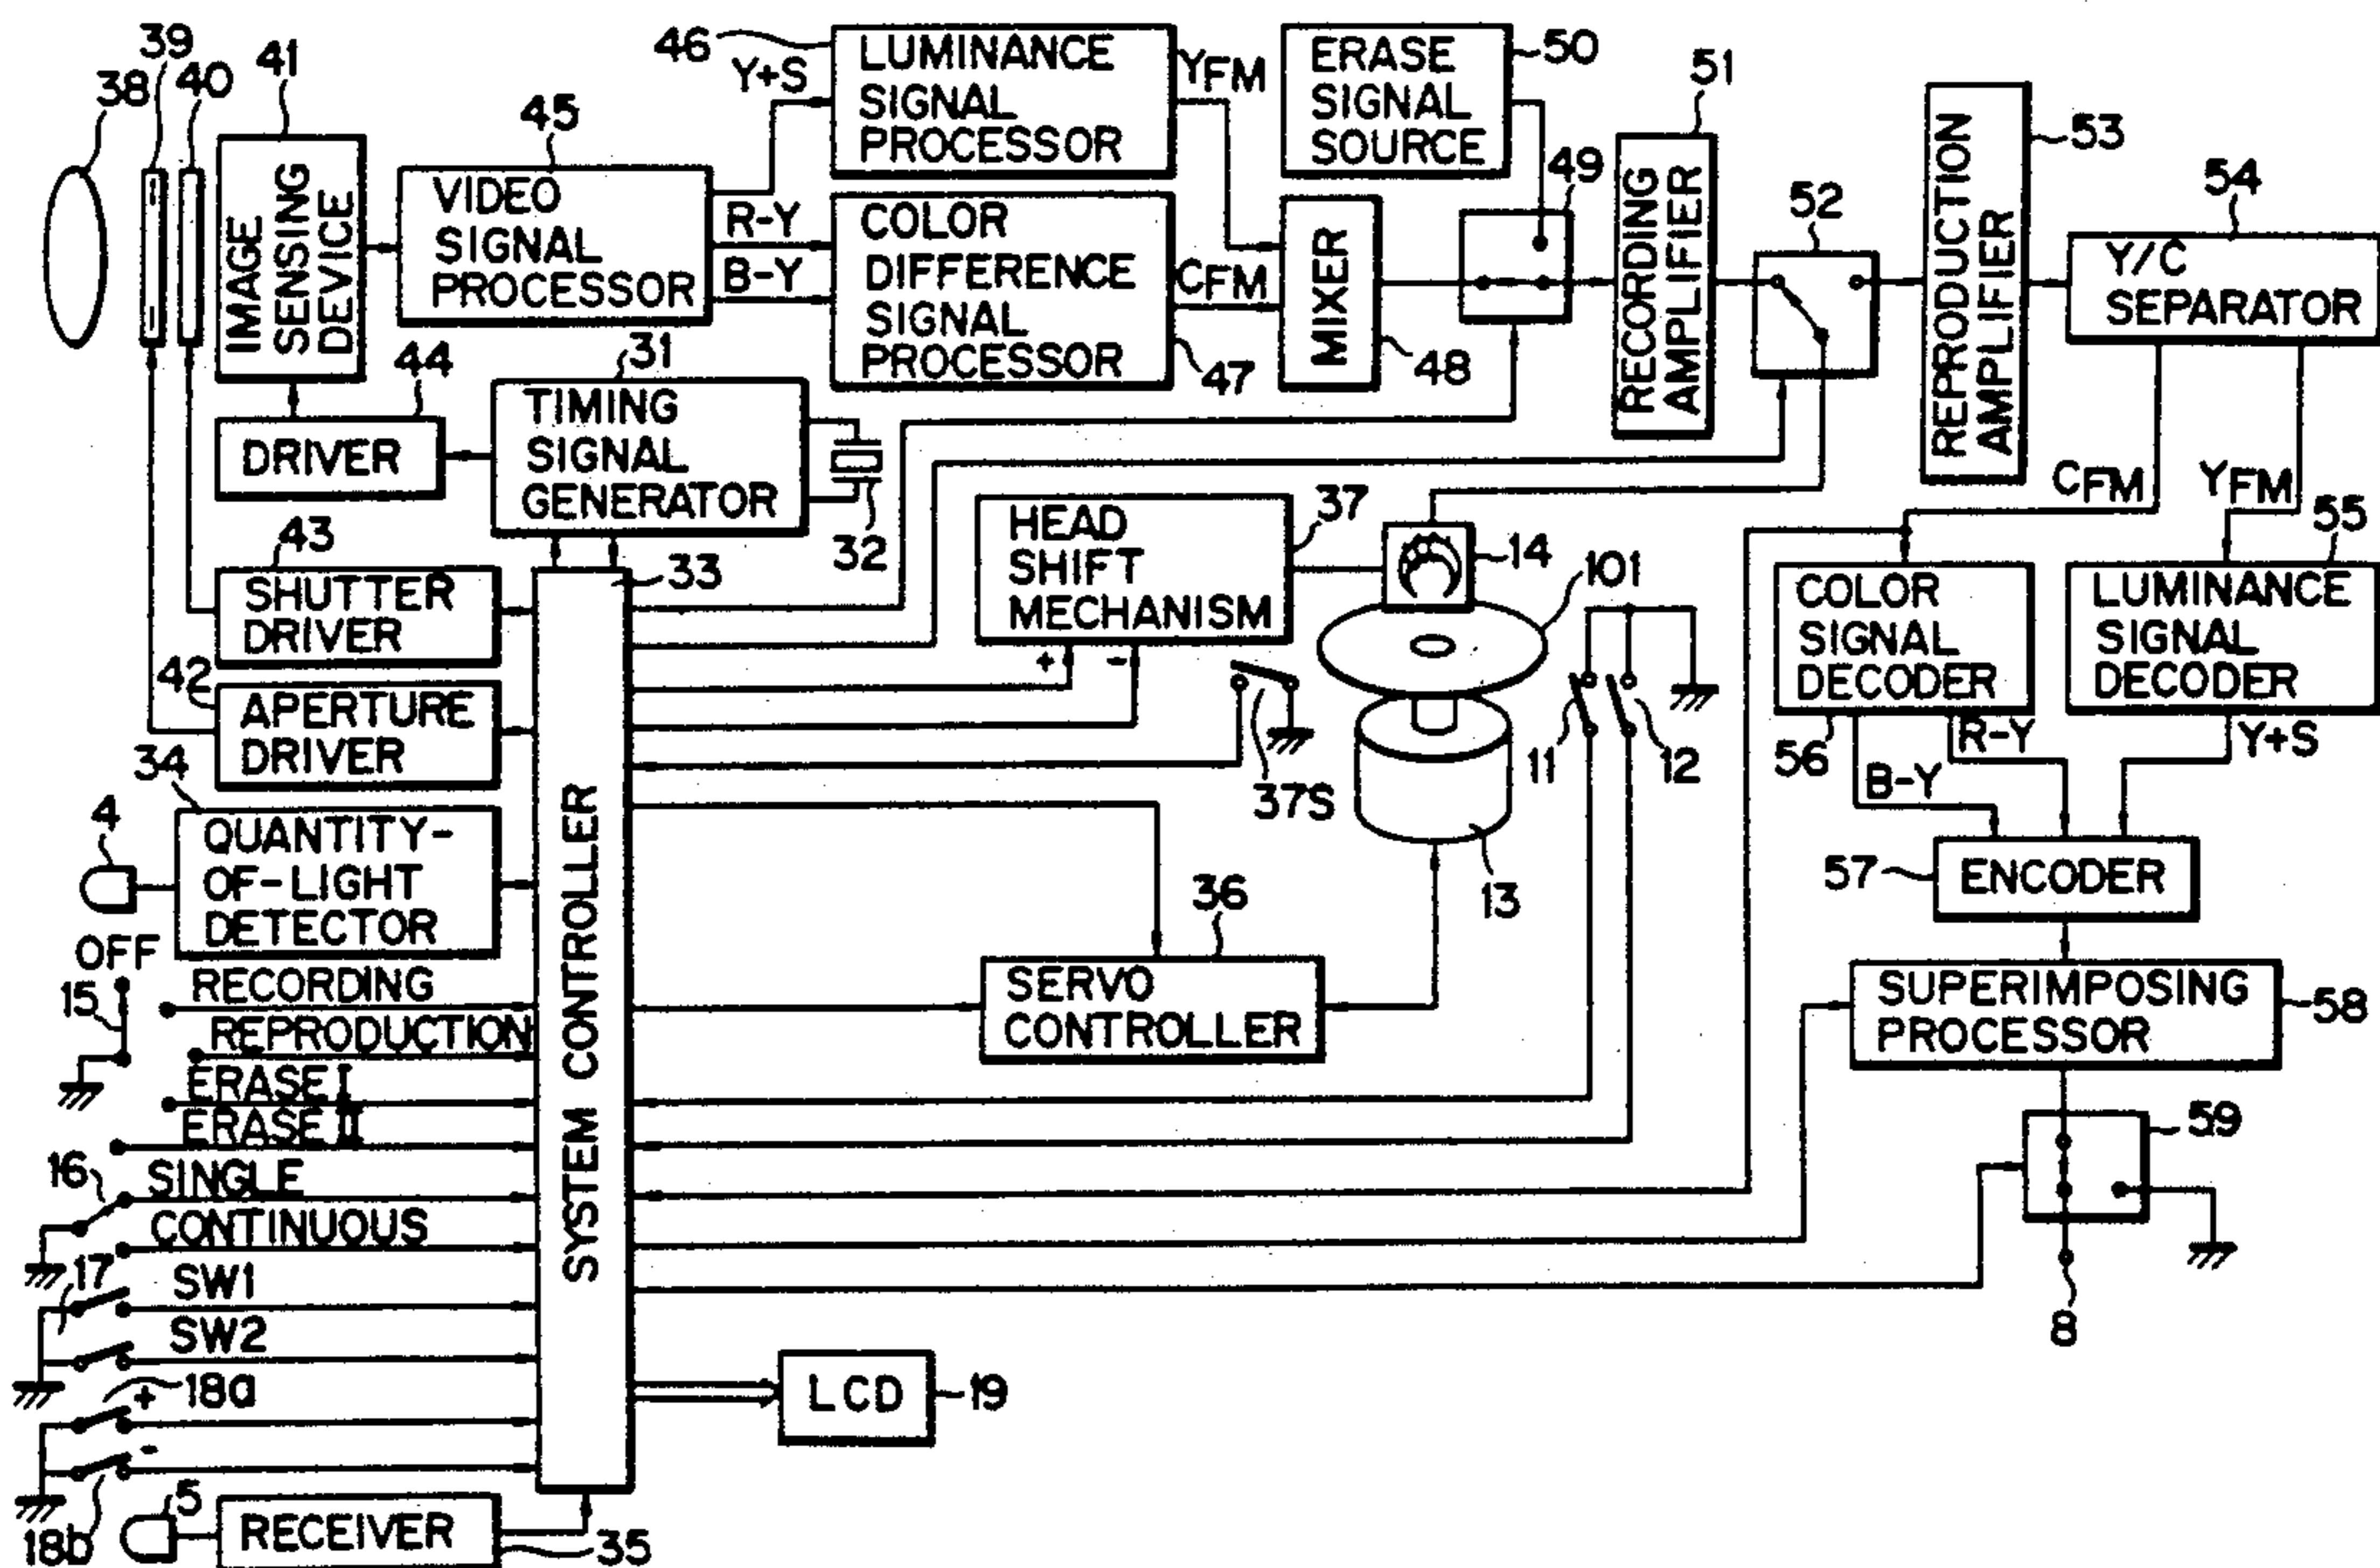 38
39
40
41
IMAGE
SENSING
DEVICE
45
VIDEO
SIGNAL
PROCESSOR
46
Y+S
LUMINANCE
SIGNAL
PROCESSOR
YFM
R-Y
B-Y
COLOR
DIFFERENCE
SIGNAL
PROCESSOR
CFM
47
ERASE
SIGNAL
SOURCE
50
MIXER
48
49
51
RECORDING
AMPLIFIER
52
REPRODUCTION
AMPLIFIER
53
54
Y/C
SEPARATOR
CFM
YFM
44
DRIVER
31
TIMING
SIGNAL
GENERATOR
32
43
SHUTTER
DRIVER
33
42
APERTURE
DRIVER
34
4
QUANTITY-
OF-LIGHT
DETECTOR
SYSTEM CONTROLLER
HEAD
SHIFT
MECHANISM
37
+
-
37S
14
101
13
11
12
55
COLOR
SIGNAL
DECODER
56
LUMINANCE
SIGNAL
DECODER
B-Y
R-Y
Y+S
57
ENCODER
36
SERVO
CONTROLLER
SUPERIMPOSING
PROCESSOR
58
59
8
OFF
15
RECORDING
REPRODUCTION
ERASE I
ERASE II
16
SINGLE
CONTINUOUS
17
SW1
SW2
18a
+
-
18b
LCD
19
5
RECEIVER
35